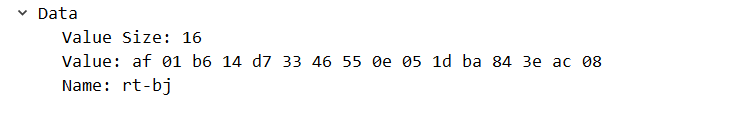 Data
Value Size: 16
Value: af 01 b6 14 d7 33 46 55 0e 05 1d ba 84 3e ac 08
Name: rt-bj